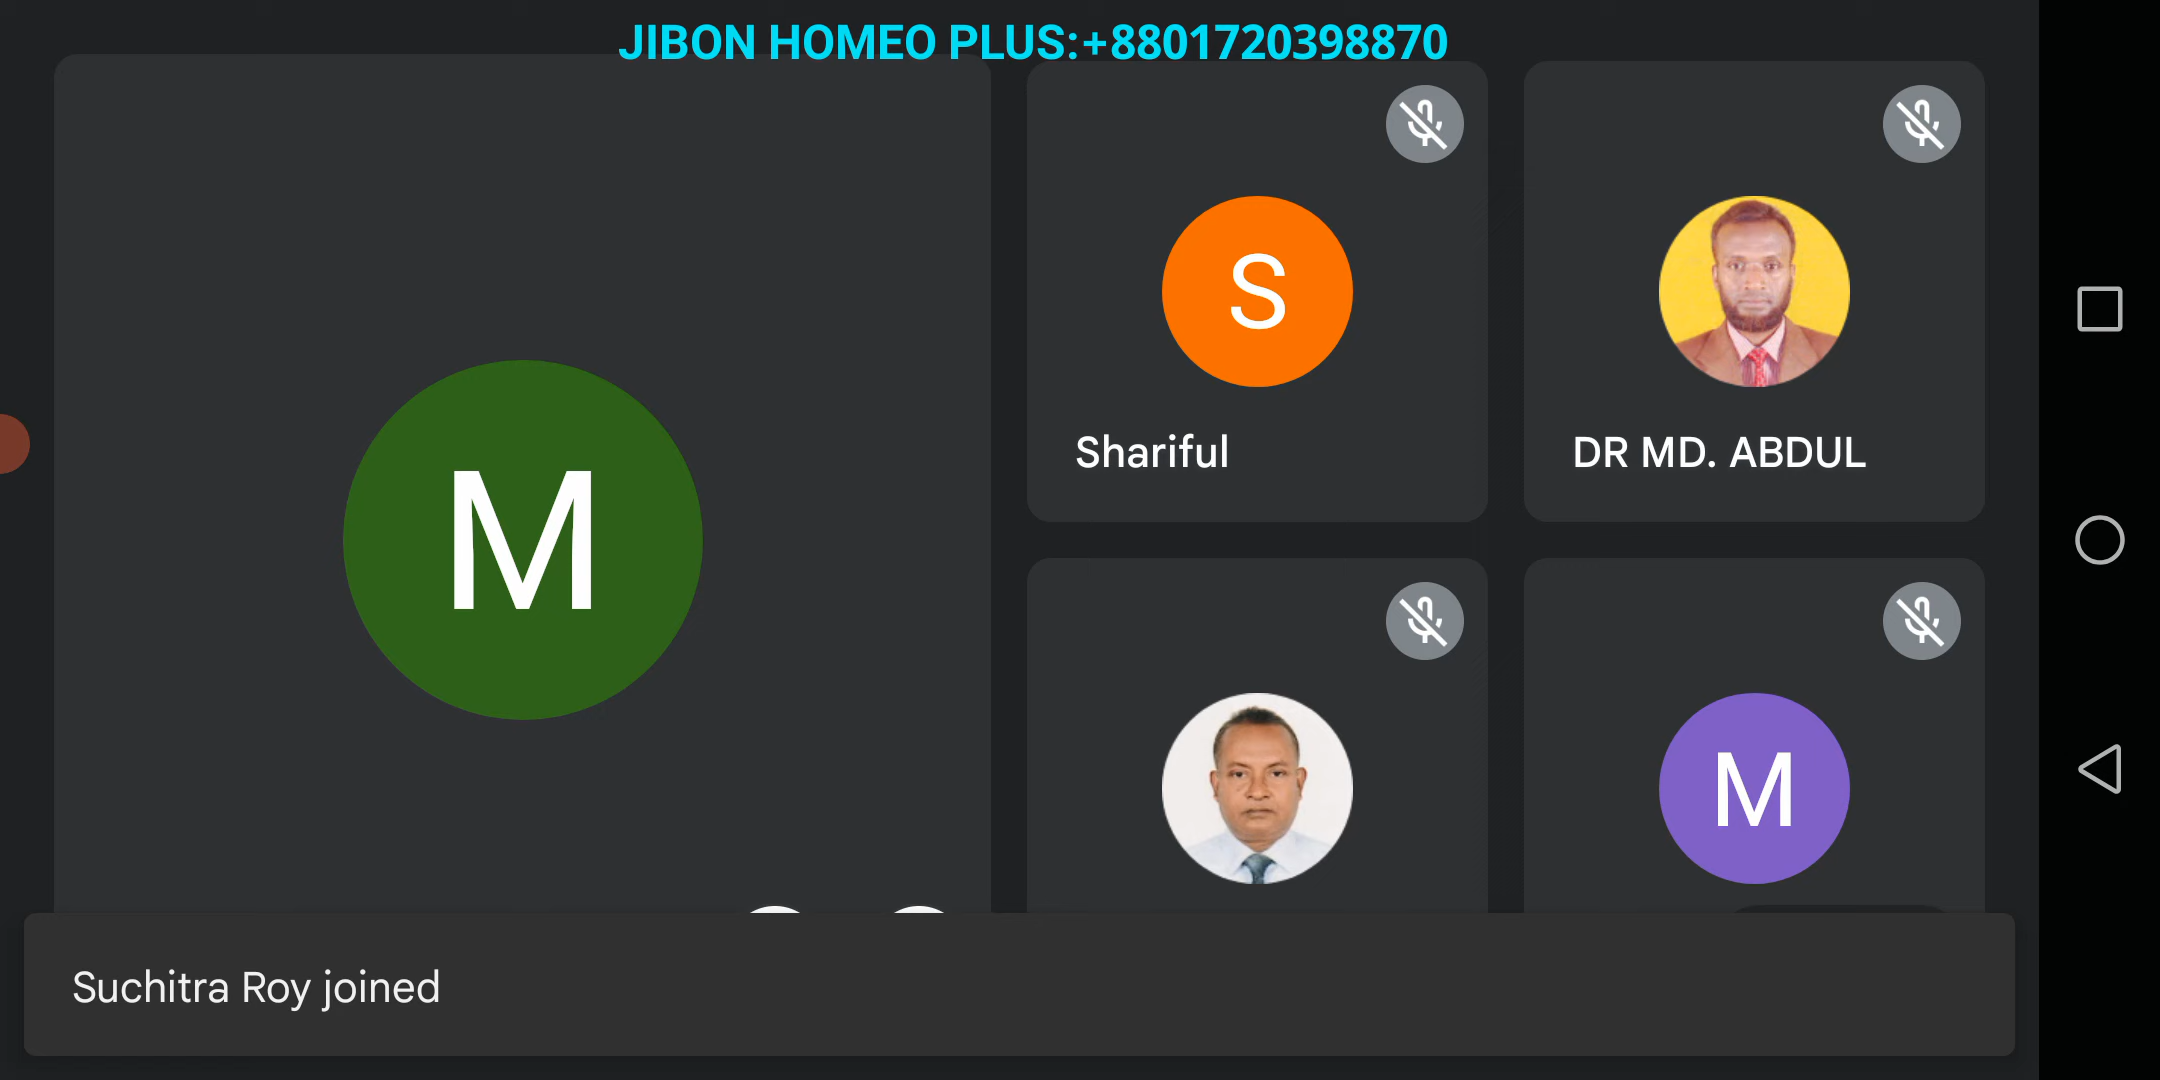 JIBON HOMEO PLUS:+8801720398870
M
S
Shariful
DR MD. ABDUL
M
Suchitra Roy joined